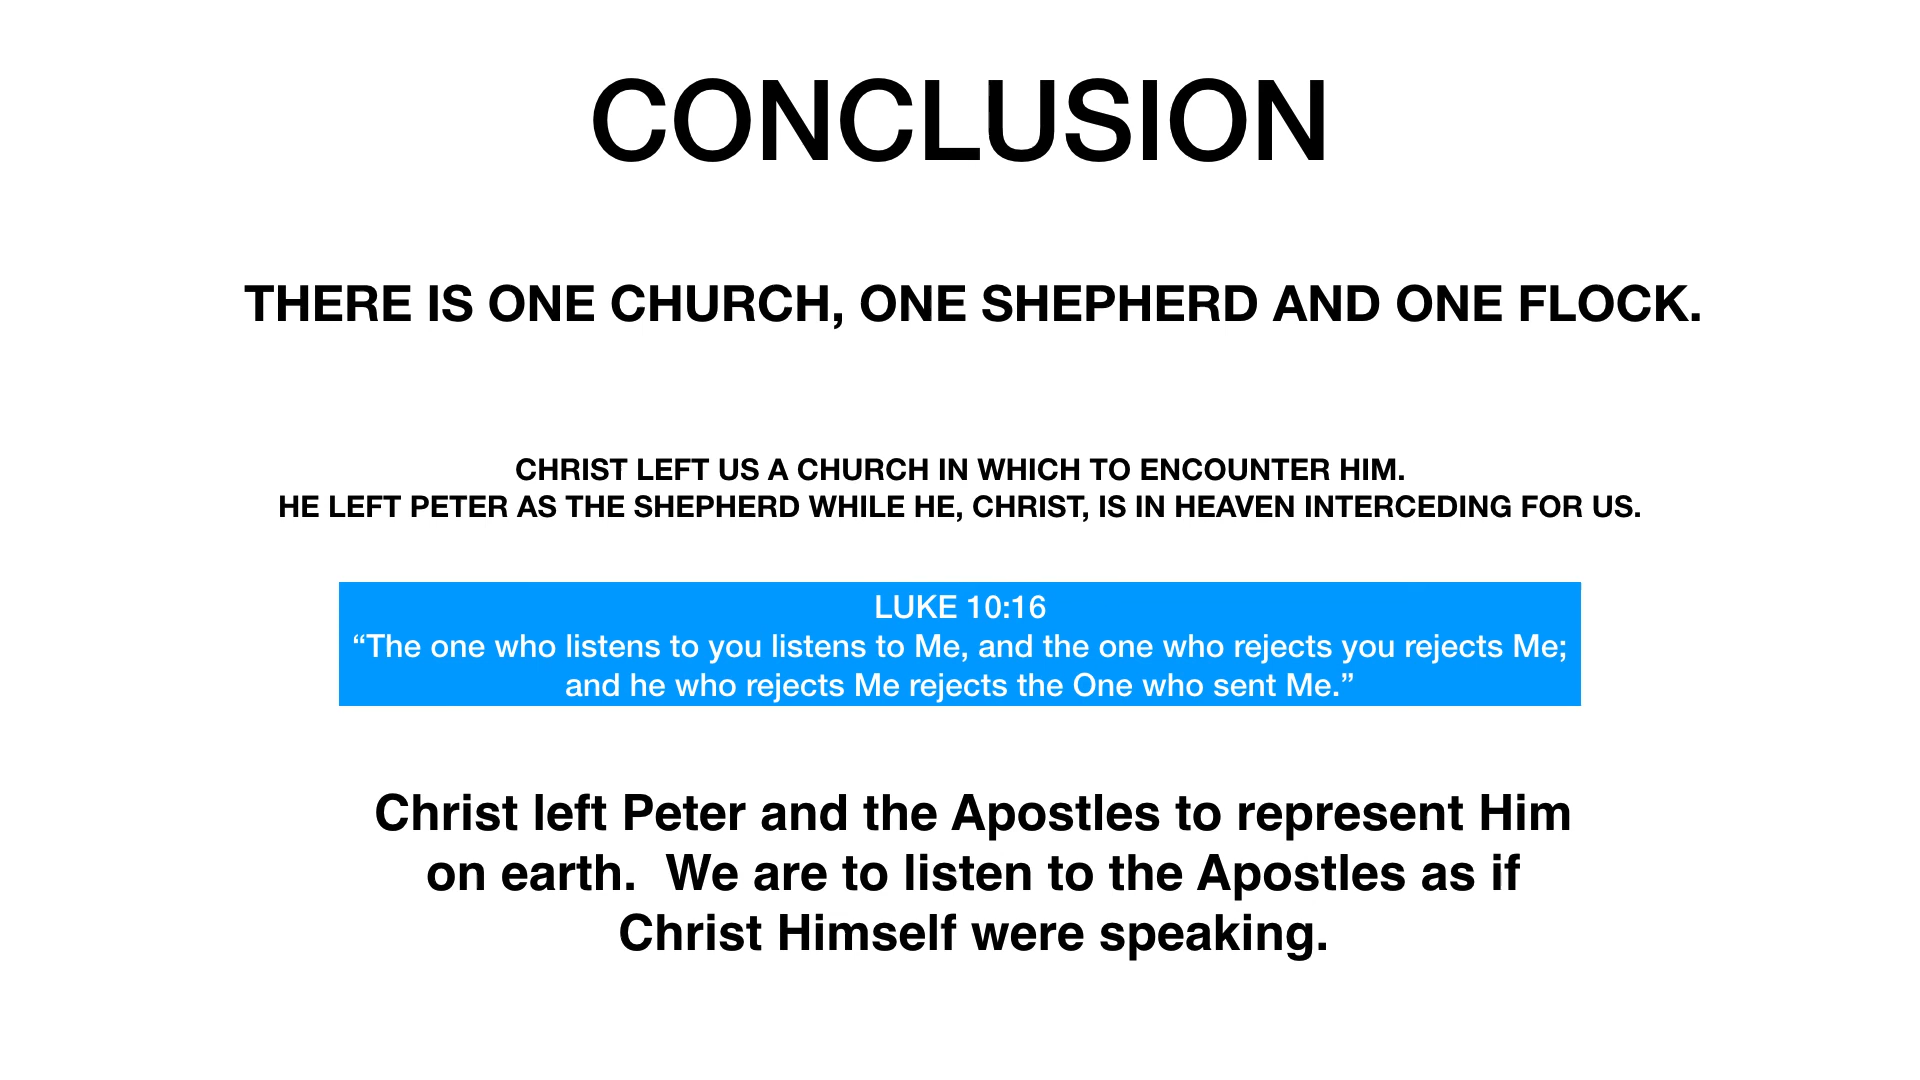 CONCLUSION
THERE IS ONE CHURCH, ONE SHEPHERD AND ONE FLOCK.
CHRIST LEFT US A CHURCH IN WHICH TO ENCOUNTER HIM.
HE LEFT PETER AS THE SHEPHERD WHILE HE, CHRIST, IS IN HEAVEN INTERCEDING FOR US.
LUKE 10:16
“The one who listens to you listens to Me, and the one who rejects you rejects Me;
and he who rejects Me rejects the One who sent Me.”
Christ left Peter and the Apostles to represent Him
on earth.  We are to listen to the Apostles as if
Christ Himself were speaking.